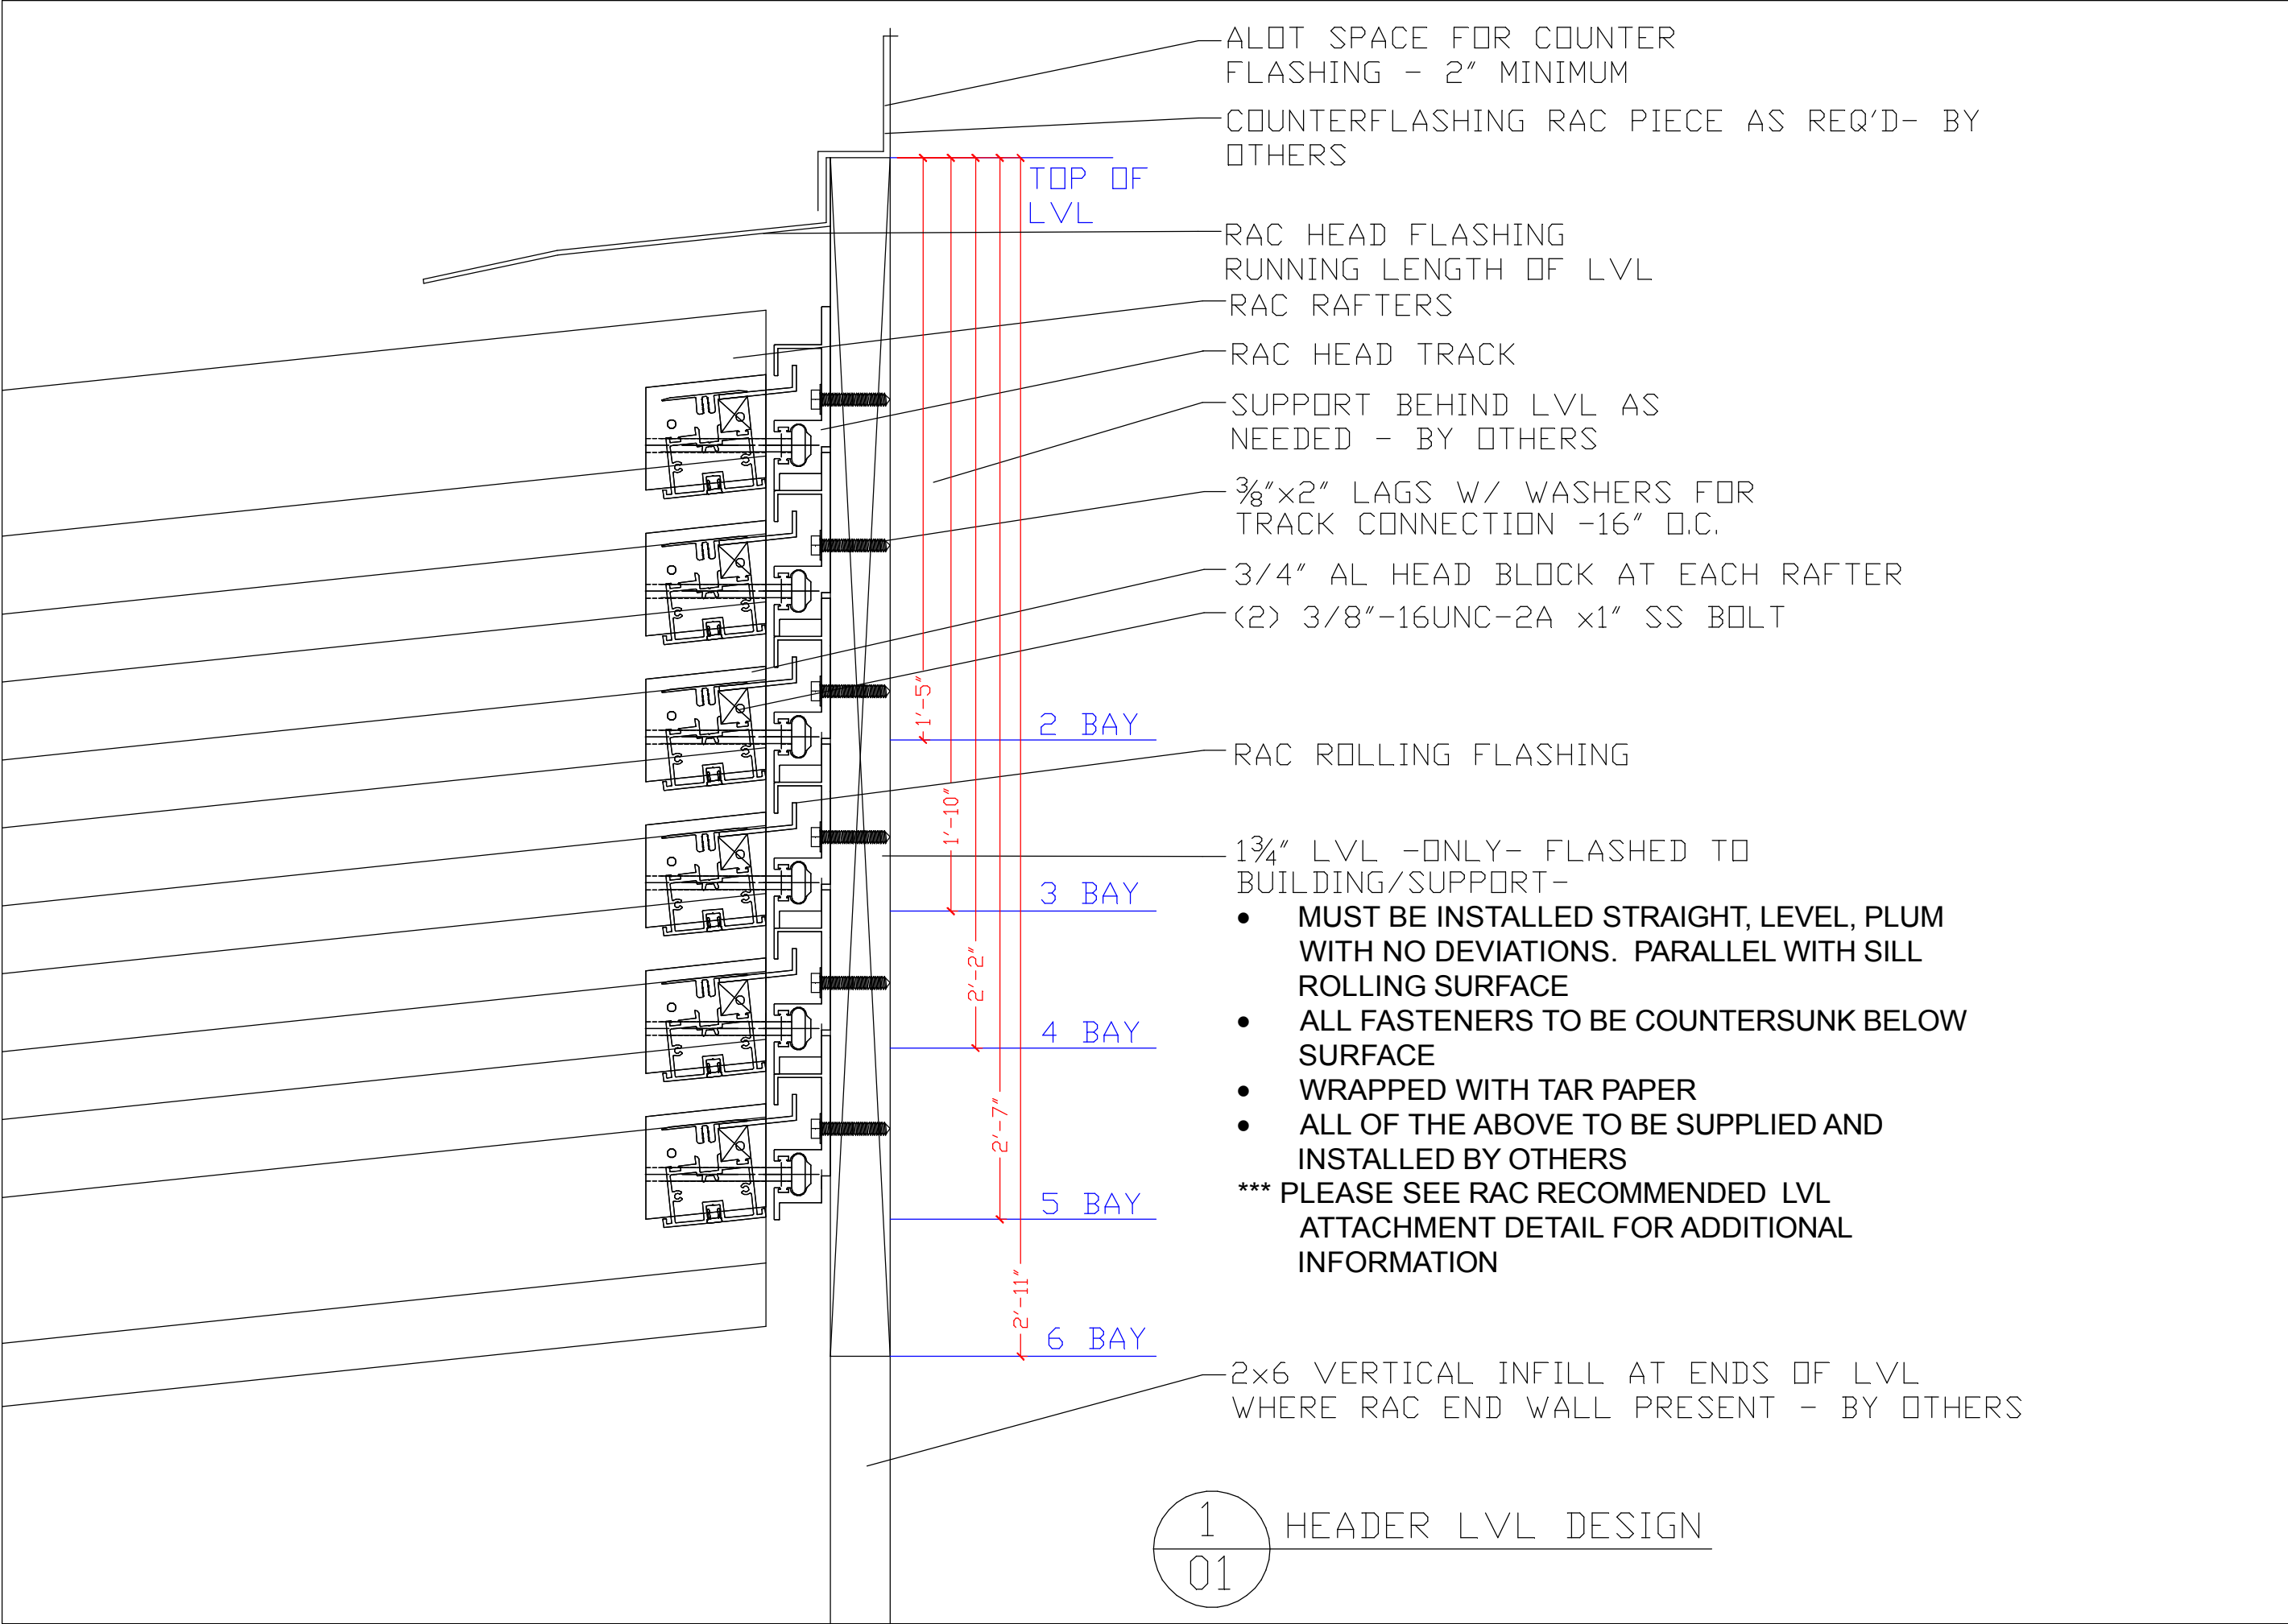 ALOT SPACE FOR COUNTER
FLASHING - 2" MINIMUM
COUNTERFLASHING RAC PIECE AS REQ'D- BY
OTHERS
TOP OF
LVL
RAC HEAD FLASHING
RUNNING LENGTH OF LVL
RAC RAFTERS
RAC HEAD TRACK
SUPPORT BEHIND LVL AS
NEEDED - BY OTHERS
⅜"x2" LAGS W/ WASHERS FOR
TRACK CONNECTION -16" O.C.
3/4" AL HEAD BLOCK AT EACH RAFTER
(2) 3/8"-16UNC-2A x1" SS BOLT
1'-5"
2 BAY
RAC ROLLING FLASHING
1'-10"
3 BAY
2'-2"
4 BAY
2'-7"
5 BAY
2'-11"
6 BAY
1¾" LVL -ONLY- FLASHED TO
BUILDING/SUPPORT-
• MUST BE INSTALLED STRAIGHT, LEVEL, PLUM
WITH NO DEVIATIONS. PARALLEL WITH SILL
ROLLING SURFACE
• ALL FASTENERS TO BE COUNTERSUNK BELOW
SURFACE
• WRAPPED WITH TAR PAPER
• ALL OF THE ABOVE TO BE SUPPLIED AND
INSTALLED BY OTHERS
*** PLEASE SEE RAC RECOMMENDED LVL
ATTACHMENT DETAIL FOR ADDITIONAL
INFORMATION
2x6 VERTICAL INFILL AT ENDS OF LVL
WHERE RAC END WALL PRESENT - BY OTHERS
1
01
HEADER LVL DESIGN